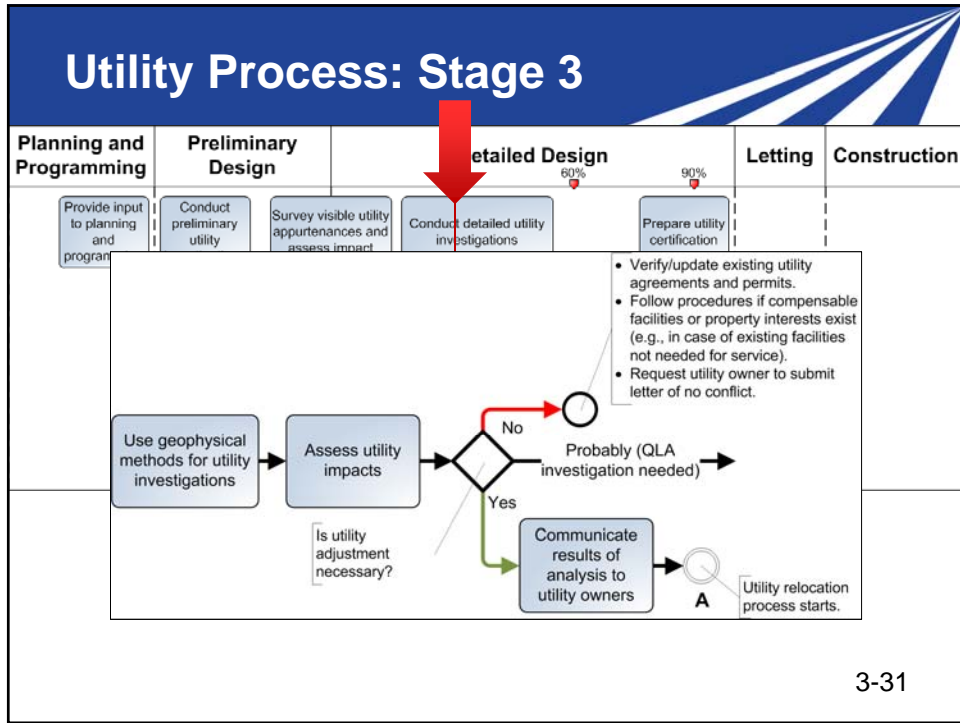 Utility Process: Stage 3
Planning and
Programming
Preliminary
Design
etailed Design
Letting
Construction
60%
90%
Provide input
to planning
and
program
Conduct
preliminary
utility
Survey visible utility
appurtenances and
assess impact
Conduct detailed utility
investigations
Prepare utility
certification
• Verify/update existing utility
agreements and permits.
• Follow procedures if compensable
facilities or property interests exist
(e.g., in case of existing facilities
not needed for service).
• Request utility owner to submit
letter of no conflict.
Use geophysical
methods for utility
investigations
Assess utility
impacts
No
Probably (QLA
investigation needed)
Yes
Is utility
adjustment
necessary?
Communicate
results of
analysis to
utility owners
A
Utility relocation
process starts.
3-31